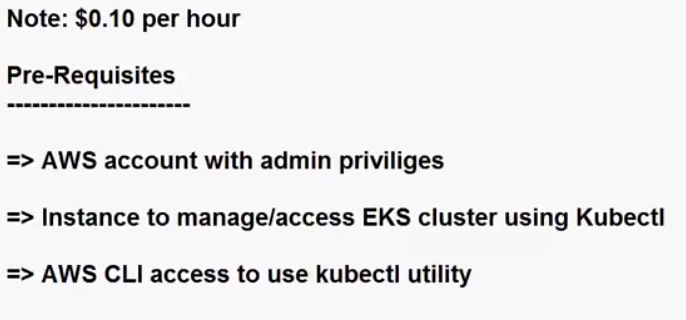 Note: $0.10 per hour
Pre-Requisites
-----------------------
=> AWS account with admin priviliges
=> Instance to manage/access EKS cluster using Kubectl
=> AWS CLI access to use kubectl utility